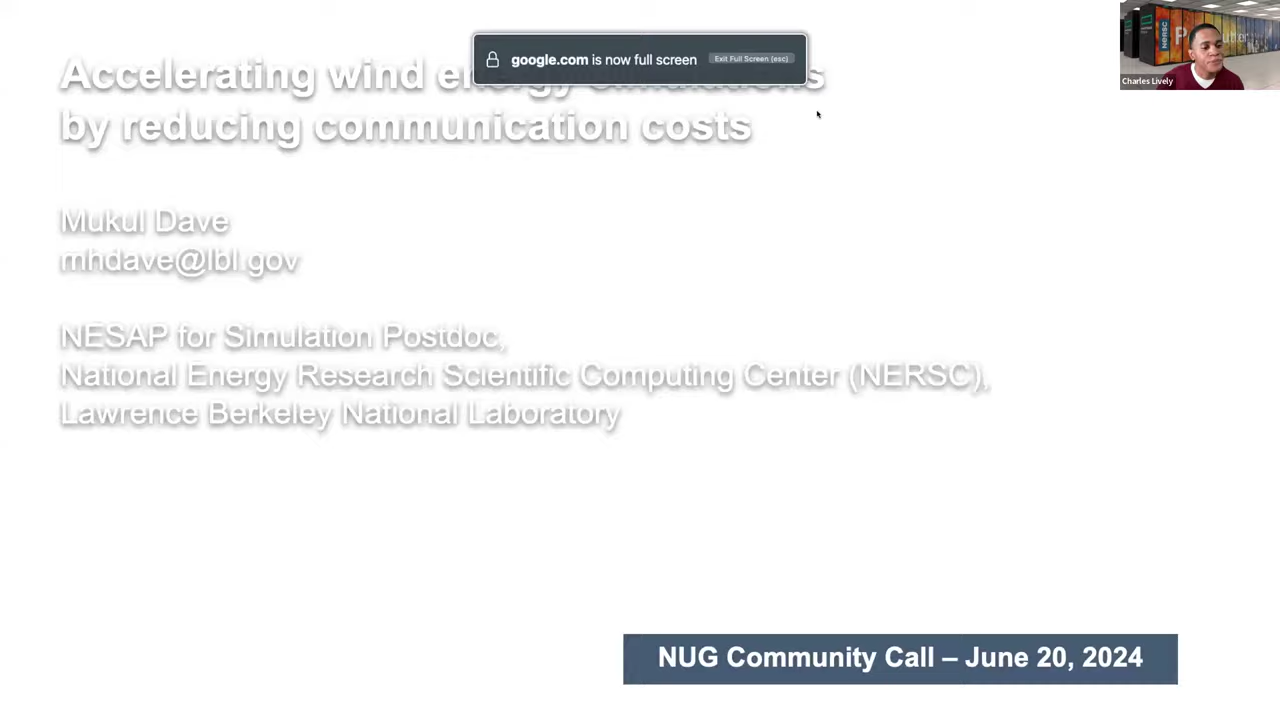 google.com is now full screen
Exit Full Screen (esc)
Accelerating wind en
by reducing communication costs
Mukul Dave
mhdave@lbl.gov
NESAP for Simulation Postdoc,
National Energy Research Scientific Computing Center (NERSC),
Lawrence Berkeley National Laboratory
NUG Community Call – June 20, 2024
NERSC
Charles Lively